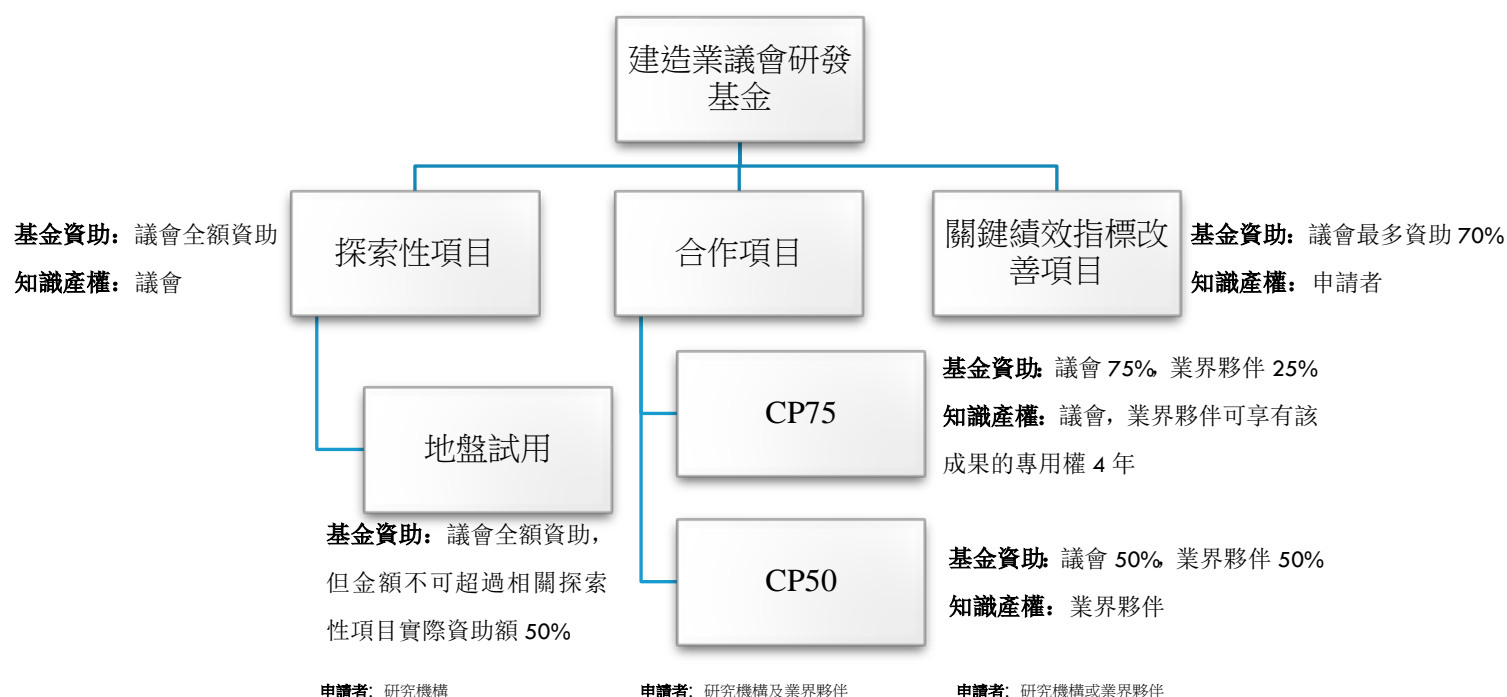 建造業議會研發
基金
基金資助：議會全額資助
知識產權：議會
探索性項目
合作項目
關鍵績效指標改
善項目
基金資助：議會最多資助 70%
知識產權：申請者
地盤試用
基金資助：議會全額資助，
但金額不可超過相關探索
性項目實際資助額 50%
CP75
基金資助：議會 75%，業界夥伴 25%
知識產權：議會，業界夥伴可享有該
成果的專用權 4 年
CP50
基金資助：議會 50%，業界夥伴 50%
知識產權：業界夥伴
申請者：研究機構
申請者：研究機構及業界夥伴
申請者：研究機構或業界夥伴